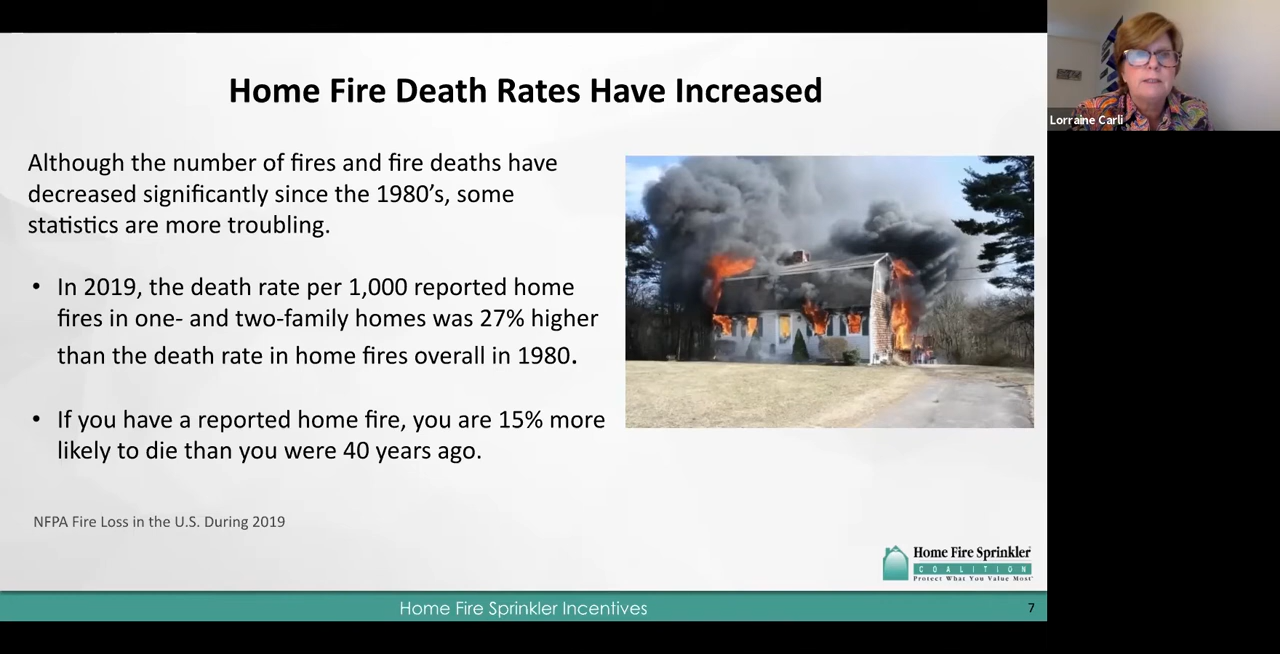 Home Fire Death Rates Have Increased
Lorraine Carli
Although the number of fires and fire deaths have
decreased significantly since the 1980’s, some
statistics are more troubling.
• In 2019, the death rate per 1,000 reported home
fires in one- and two-family homes was 27% higher
than the death rate in home fires overall in 1980.
• If you have a reported home fire, you are 15% more
likely to die than you were 40 years ago.
NFPA Fire Loss in the U.S. During 2019
Home Fire Sprinkler
COALITION
Protect What You Value Most
Home Fire Sprinkler Incentives
7